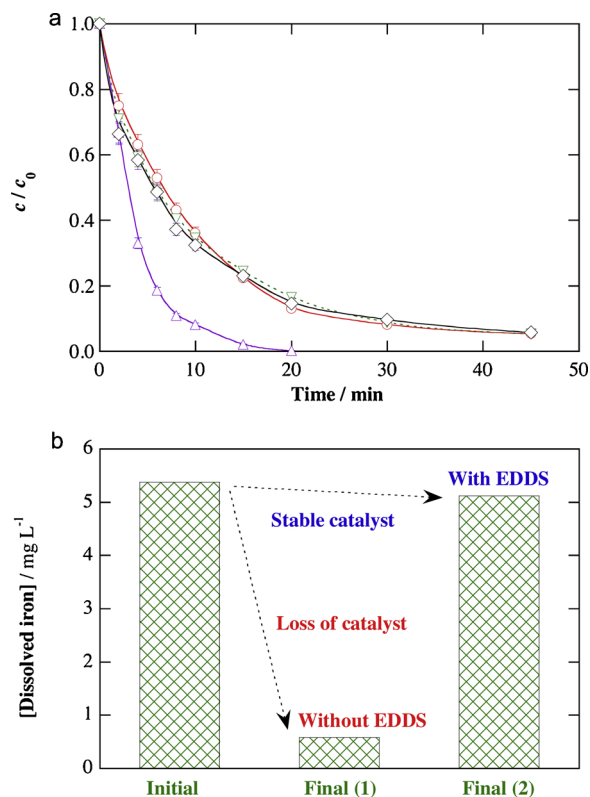 a
1.0
0.8
0.6
0.4
0.2
0.0
c / c0
0
10
20
30
40
50
Time / min
b
6
5
4
3
2
1
0
[Dissolved iron] / mg L-1
With EDDS
Stable catalyst
Loss of catalyst
Without EDDS
Initial
Final (1)
Final (2)